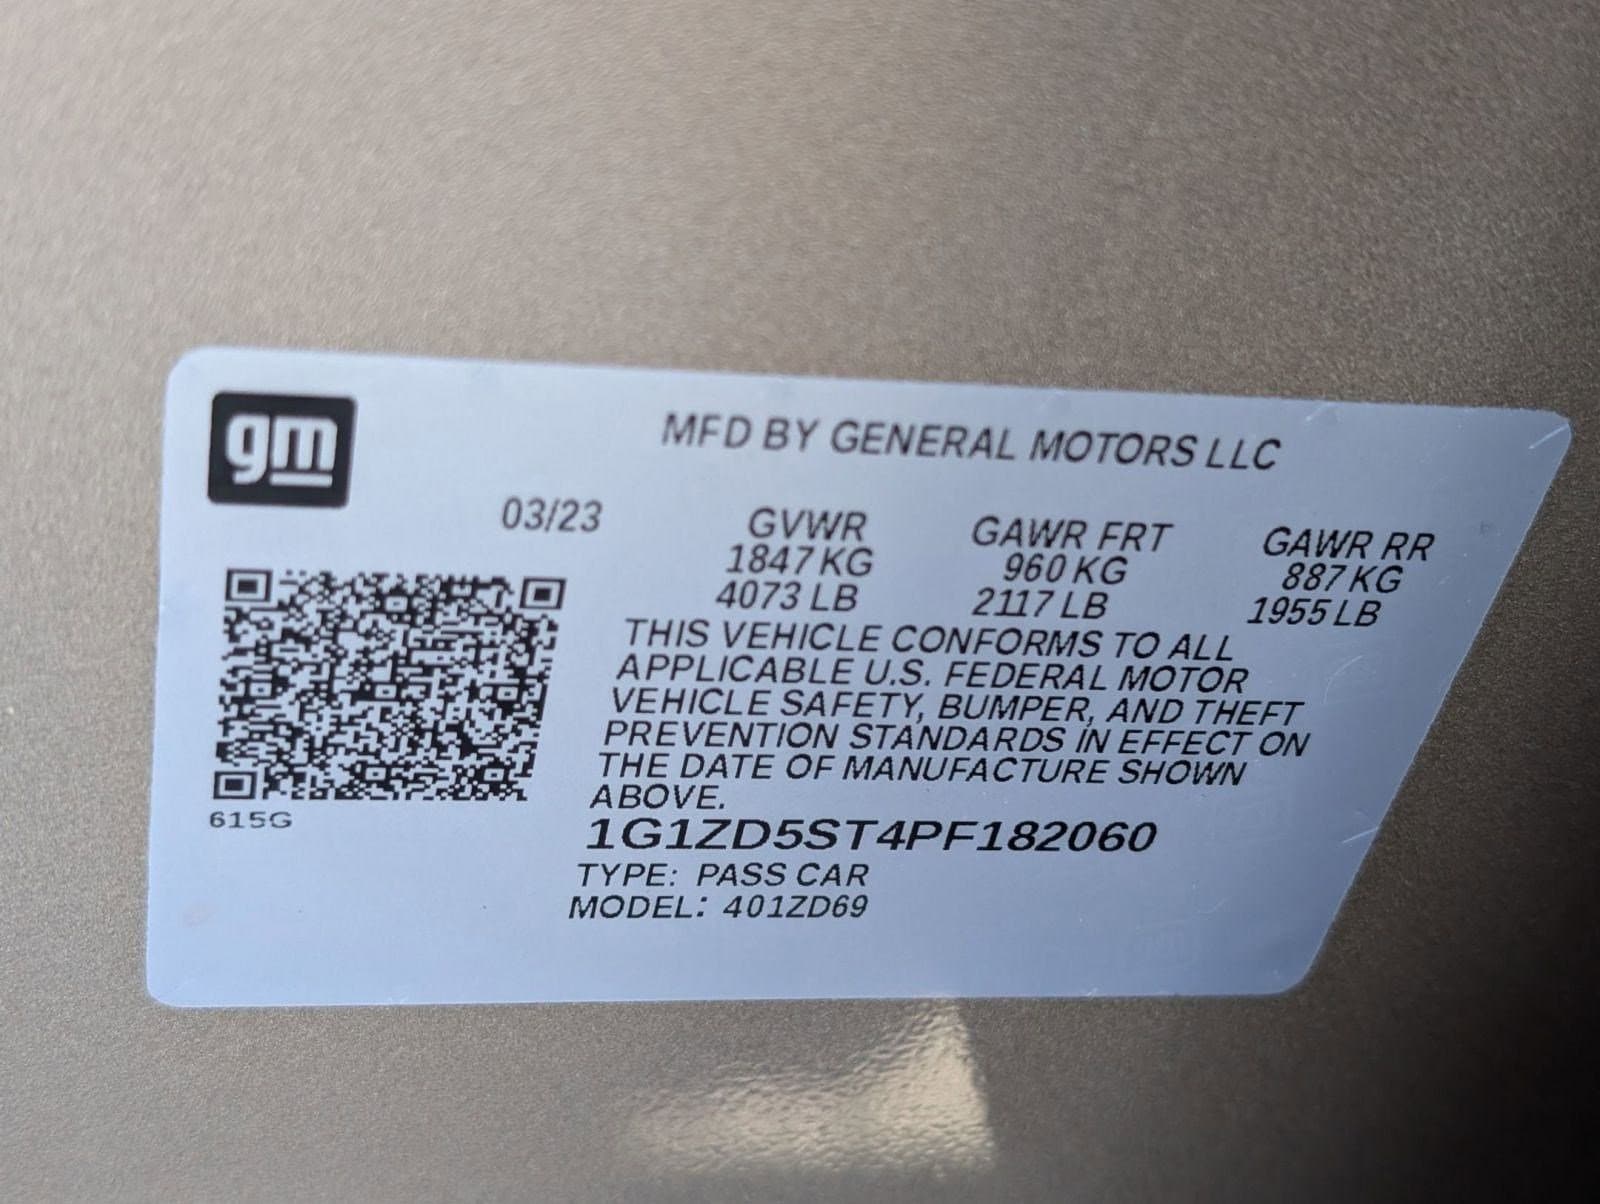 gm
MFD BY GENERAL MOTORS LLC
03/23
GVWR GAWR FRT GAWR RR
1847 KG 960 KG 887 KG
4073 LB 2117 LB 1955 LB
THIS VEHICLE CONFORMS TO ALL
APPLICABLE U.S. FEDERAL MOTOR
VEHICLE SAFETY, BUMPER, AND THEFT
PREVENTION STANDARDS IN EFFECT ON
THE DATE OF MANUFACTURE SHOWN
ABOVE.
615G
1G1ZD5ST4PF182060
TYPE: PASS CAR
MODEL: 401ZD69